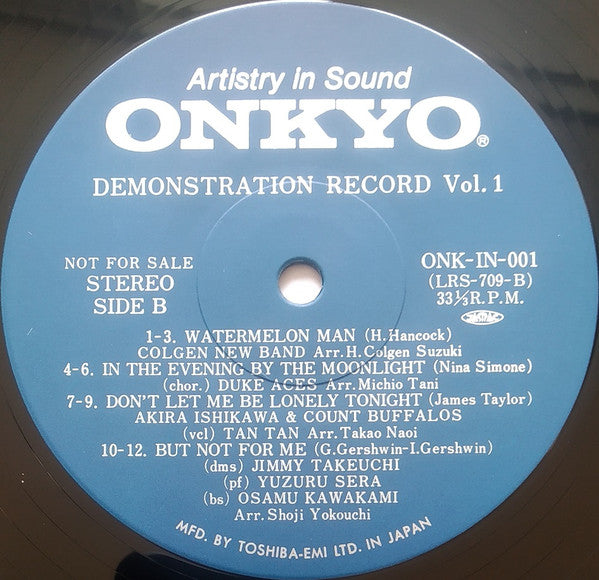 Artistry in Sound
ONKYO®
DEMONSTRATION RECORD Vol. 1
NOT FOR SALE
STEREO
SIDE B
ONK-IN-001
(LRS-709-B)
33⅓R.P.M.
1-3. WATERMELON MAN (H.Hancock)
COLGEN NEW BAND Arr.H.Colgen Suzuki
4-6. IN THE EVENING BY THE MOONLIGHT (Nina Simone)
(chor.) DUKE ACES Arr.Michio Tani
7-9. DON'T LET ME BE LONELY TONIGHT (James Taylor)
AKIRA ISHIKAWA & COUNT BUFFALOS
(vcl) TAN TAN Arr.Takao Naoi
10-12. BUT NOT FOR ME (G.Gershwin-I.Gershwin)
(dms) JIMMY TAKEUCHI
(pf) YUZURU SERA
(bs) OSAMU KAWAKAMI
Arr.Shoji Yokouchi
MFD. BY TOSHIBA-EMI LTD. IN JAPAN